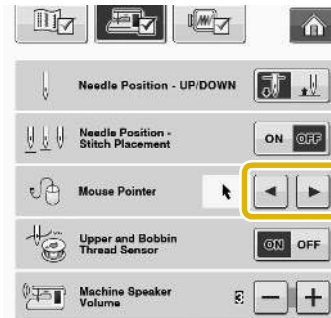 Needle Position - UP/DOWN
Needle Position -
Stitch Placement
ON OFF
Mouse Pointer
Upper and Bobbin
Thread Sensor
ON OFF
Machine Speaker
Volume
3 - +